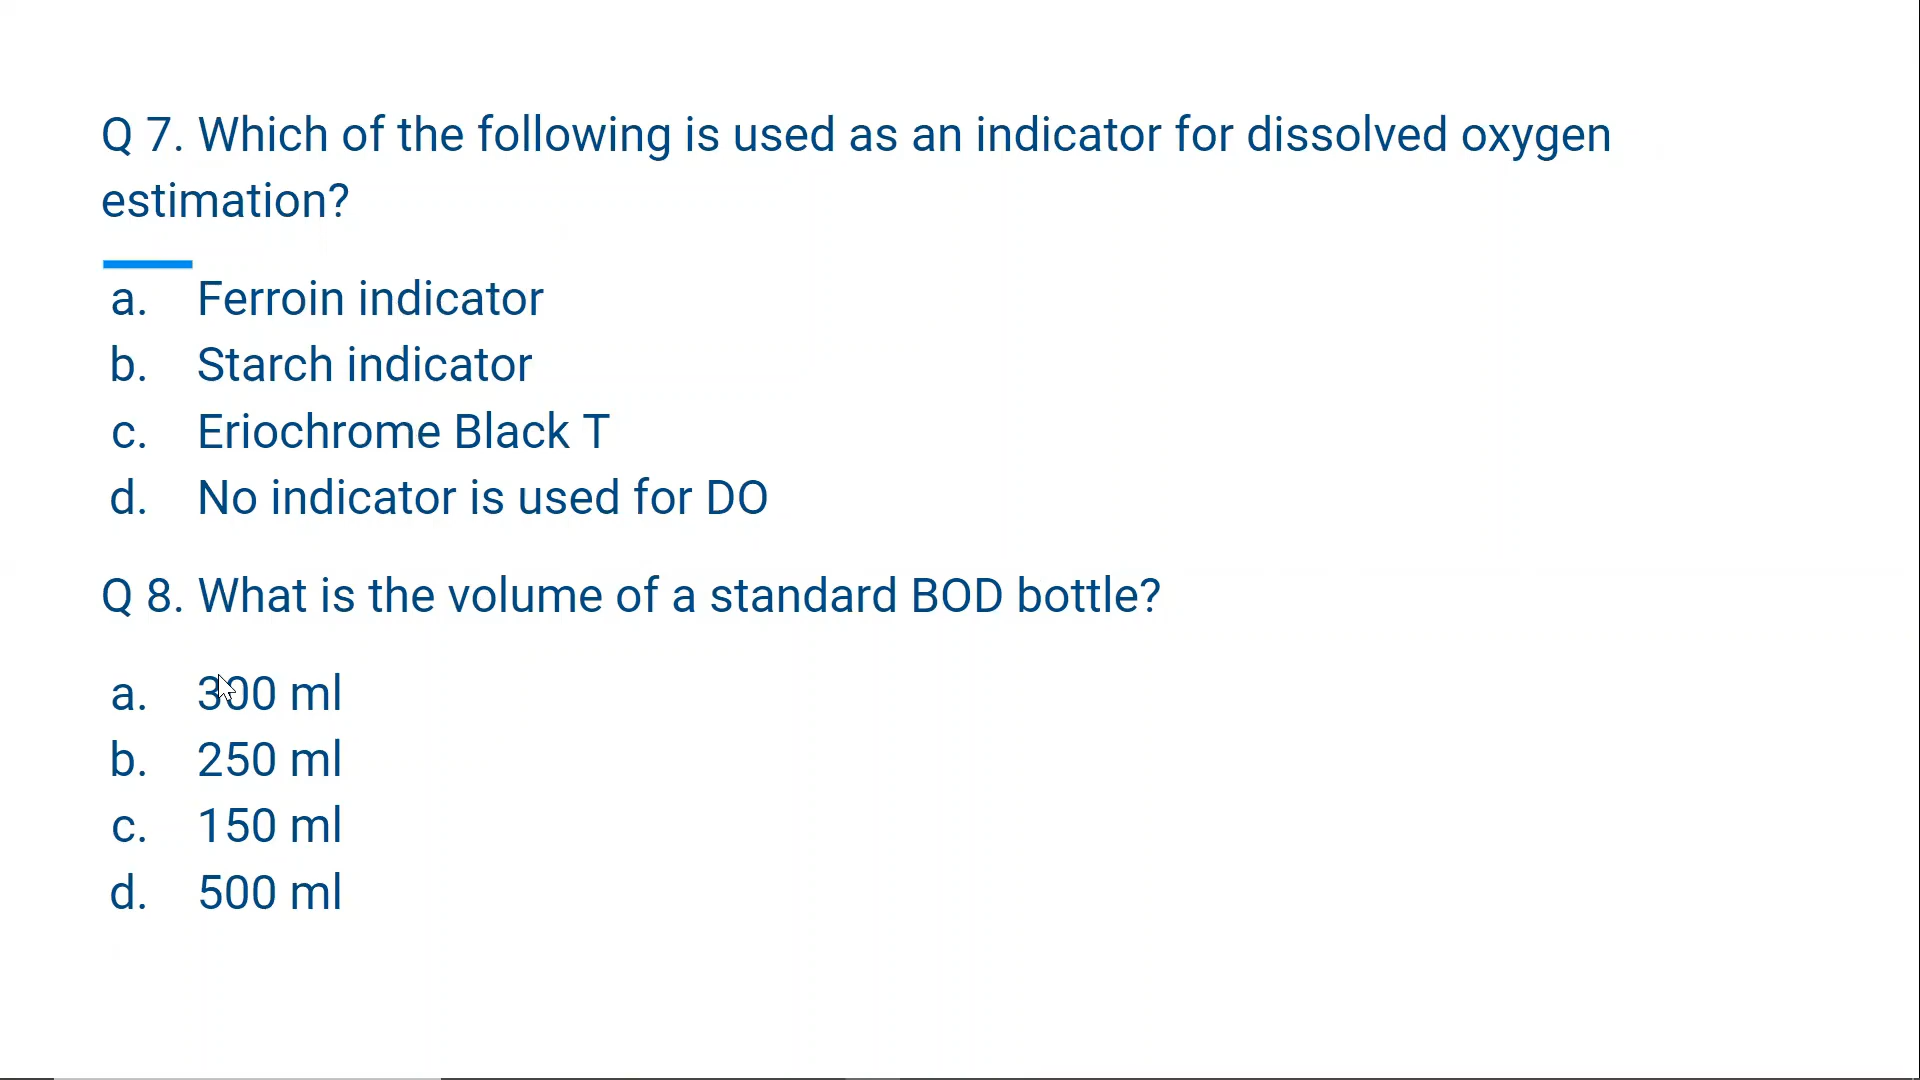 Q 7. Which of the following is used as an indicator for dissolved oxygen
estimation?
a. Ferroin indicator
b. Starch indicator
c. Eriochrome Black T
d. No indicator is used for DO
Q 8. What is the volume of a standard BOD bottle?
a. 300 ml
b. 250 ml
c. 150 ml
d. 500 ml